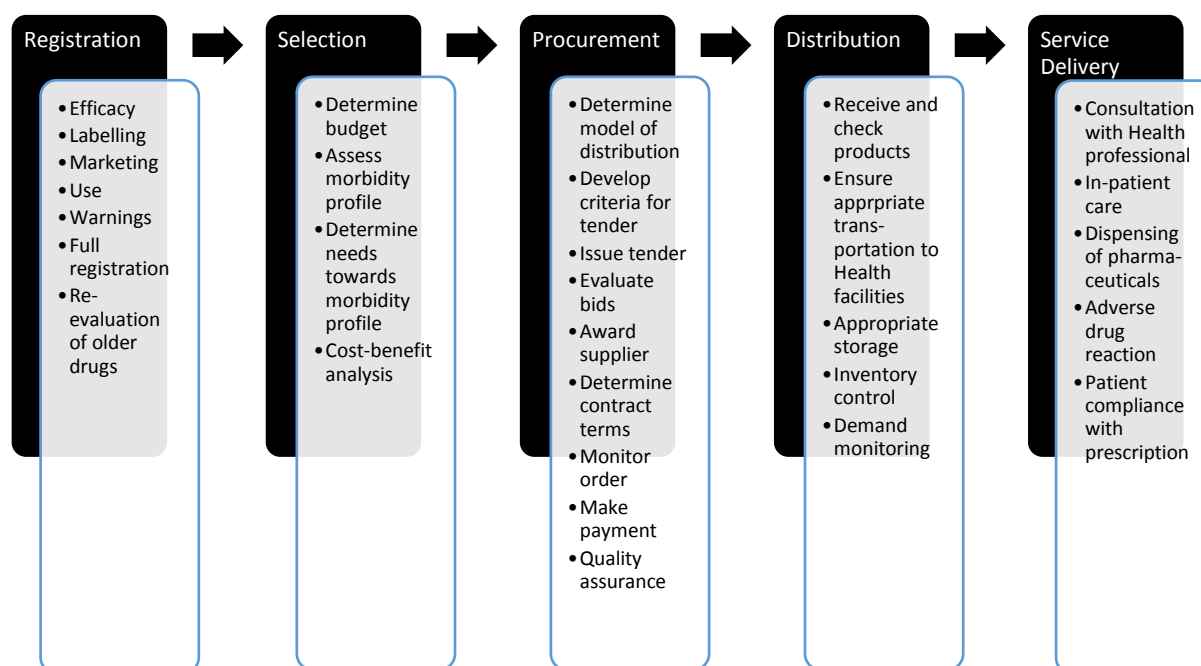 Registration
• Efficacy
• Labelling
• Marketing
• Use
• Warnings
• Full
registration
• Re-
evaluation
of older
drugs
Selection
• Determine
budget
• Assess
morbidity
profile
• Determine
needs
towards
morbidity
profile
• Cost-benefit
analysis
Procurement
• Determine
model of
distribution
• Develop
criteria for
tender
• Issue tender
• Evaluate
bids
• Award
supplier
• Determine
contract
terms
• Monitor
order
• Make
payment
• Quality
assurance
Distribution
• Receive and
check
products
• Ensure
apprpriate
trans-
portation to
Health
facilities
• Appropriate
storage
• Inventory
control
• Demand
monitoring
Service
Delivery
• Consultation
with Health
professional
• In-patient
care
• Dispensing
of pharma-
ceuticals
• Adverse
drug
reaction
• Patient
compliance
with
prescription